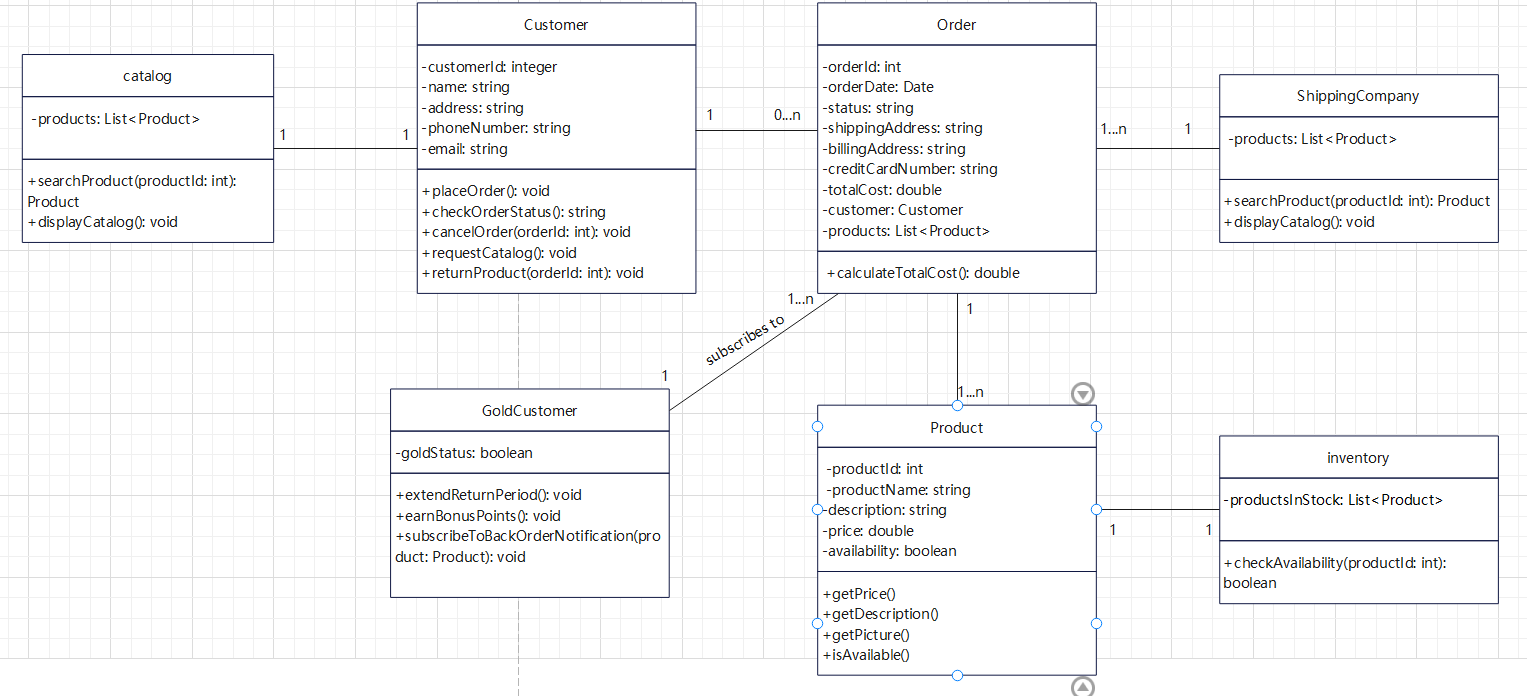 catalog
-products: List<Product>
+searchProduct(productId: int):
Product
+displayCatalog(): void
1
1
Customer
-customerId: integer
-name: string
-address: string
-phoneNumber: string
-email: string
+placeOrder(): void
+checkOrderStatus(): string
+cancelOrder(orderId: int): void
+requestCatalog(): void
+returnProduct(orderId: int): void
1
0...n
Order
-orderId: int
-orderDate: Date
-status: string
-shippingAddress: string
-billingAddress: string
-creditCardNumber: string
-totalCost: double
-customer: Customer
-products: List<Product>
+calculateTotalCost(): double
1...n
1
ShippingCompany
-products: List<Product>
+searchProduct(productId: int): Product
+displayCatalog(): void
1...n
subscribes to
1
1
1...n
GoldCustomer
-goldStatus: boolean
+extendReturnPeriod(): void
+earnBonusPoints(): void
+subscribeToBackOrderNotification(pro
duct: Product): void
Product
-productId: int
-productName: string
-description: string
-price: double
-availability: boolean
+getPrice()
+getDescription()
+getPicture()
+isAvailable()
1
1
inventory
-productsInStock: List<Product>
+checkAvailability(productId: int):
boolean